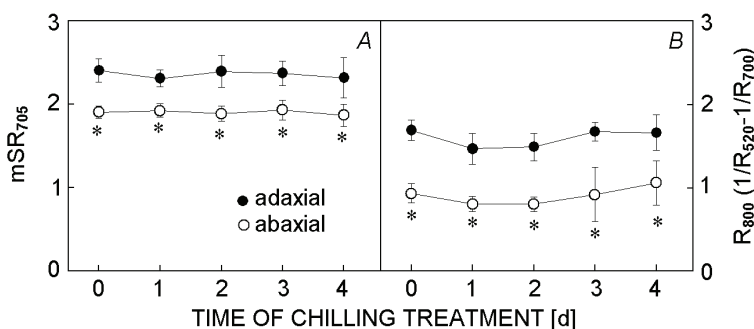 3 A B 3
2 * * * * * 2
mSR705
1 adaxial * * * * * 1
abaxial
R800 (1/R520-1/R700)
0 0
0 1 2 3 4 0 1 2 3 4
TIME OF CHILLING TREATMENT [d]